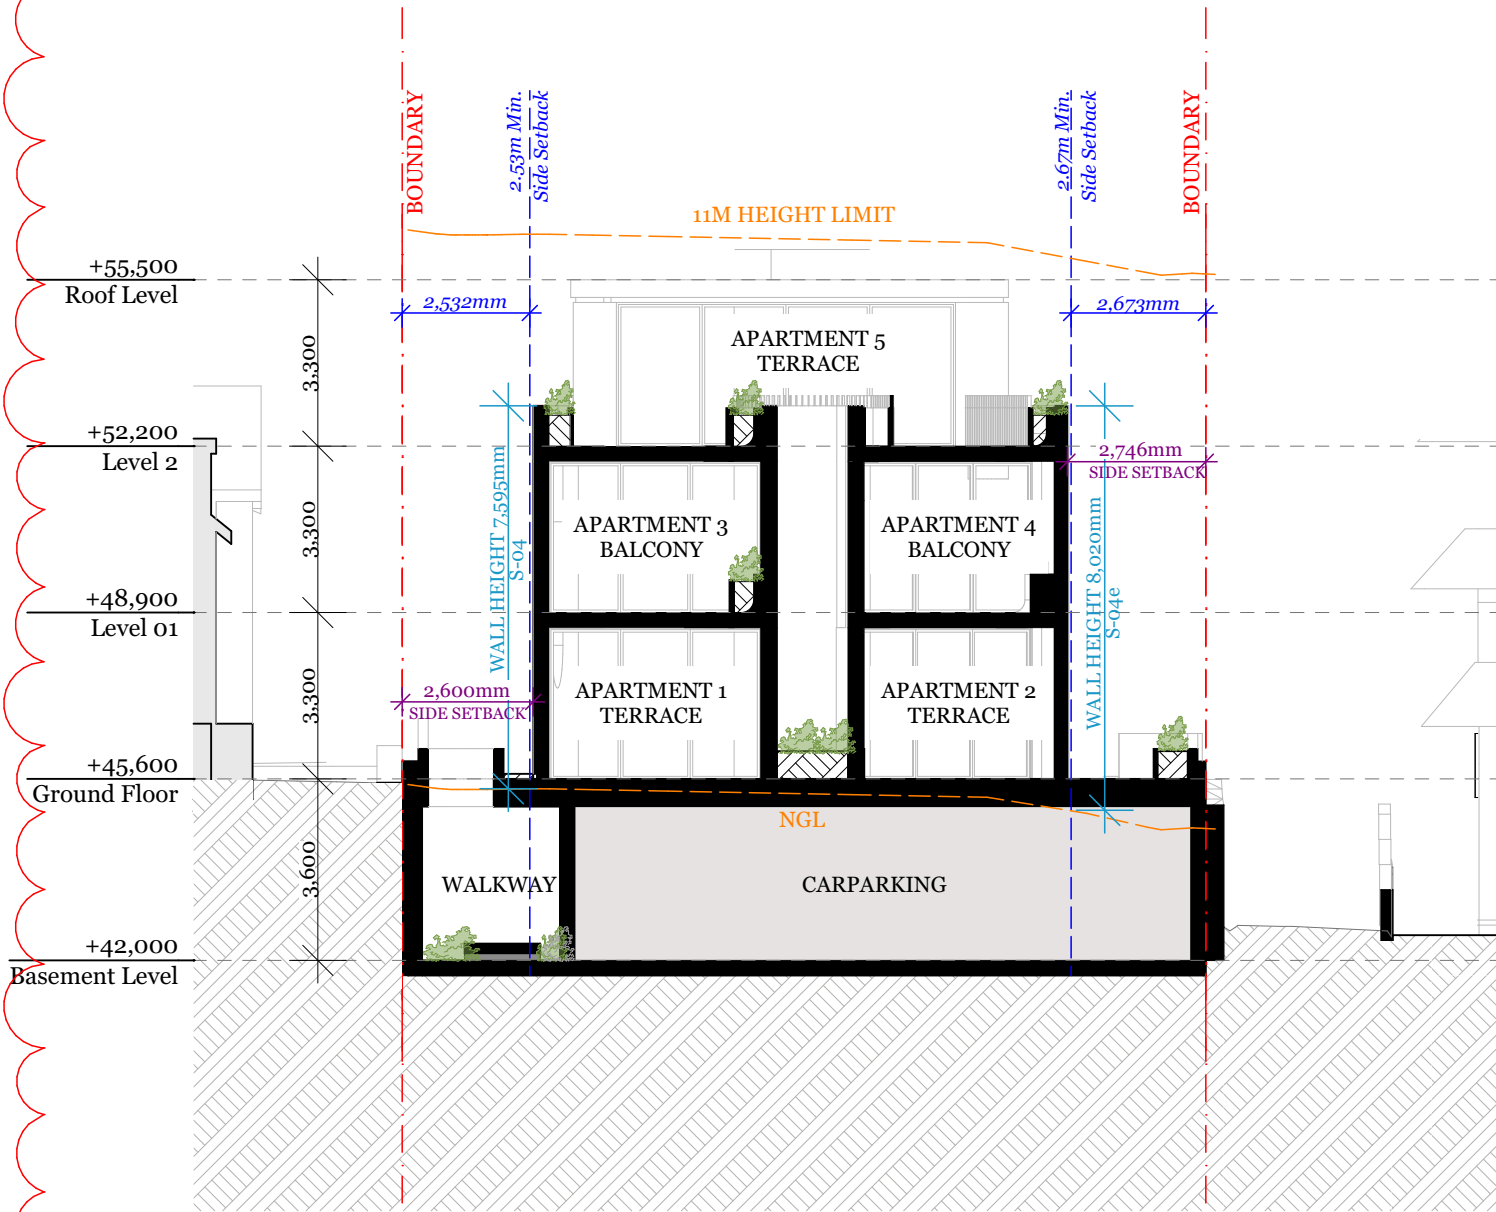 BOUNDARY
2.53m Min.
Side Setback
2.67m Min.
Side Setback
BOUNDARY
11M HEIGHT LIMIT
+55,500
Roof Level
2,532mm
2,673mm
3,300
APARTMENT 5
TERRACE
+52,200
Level 2
2,746mm
SIDE SETBACK
WALL HEIGHT 7,595mm
S-04
3,300
APARTMENT 3
BALCONY
APARTMENT 4
BALCONY
WALL HEIGHT 8,020mm
S-04e
+48,900
Level 01
3,300
2,600mm
SIDE SETBACK
APARTMENT 1
TERRACE
APARTMENT 2
TERRACE
+45,600
Ground Floor
NGL
3,600
WALKWAY
CARPARKING
+42,000
Basement Level